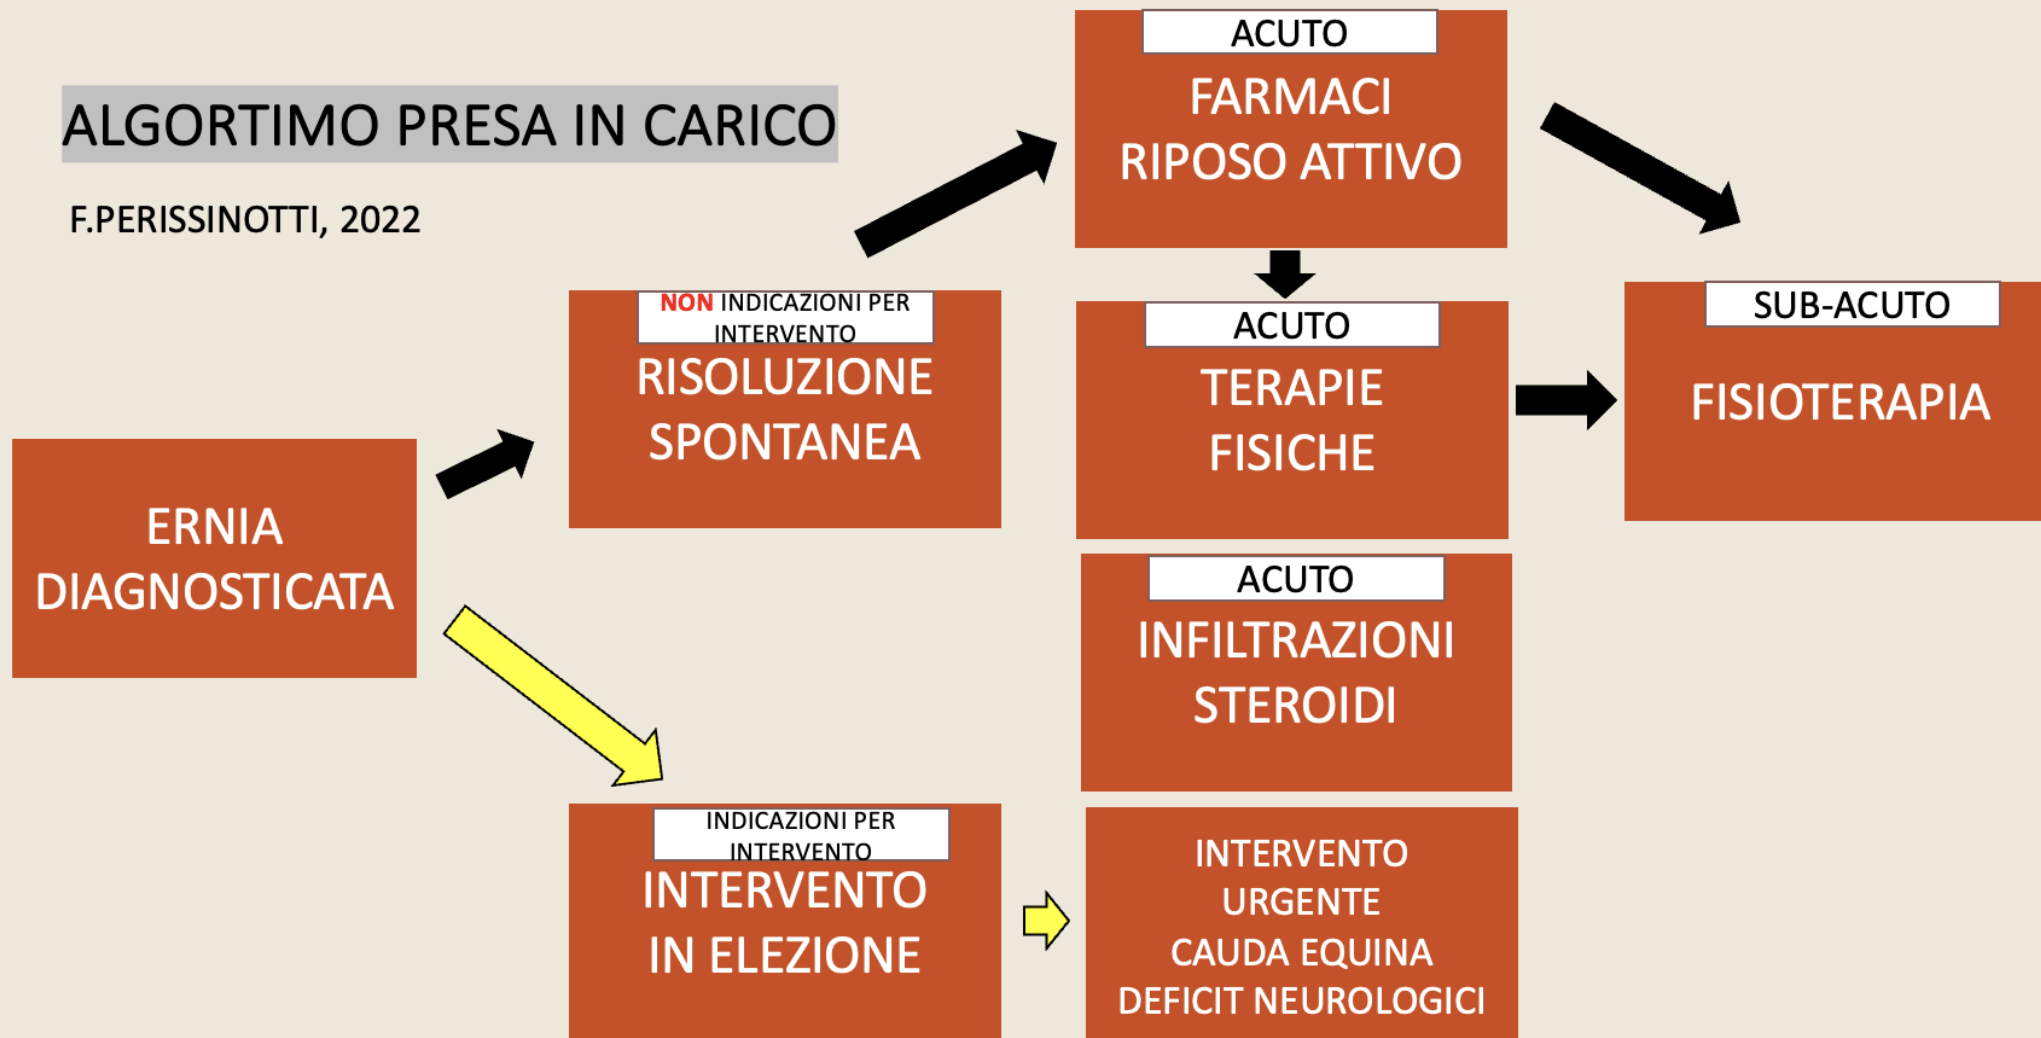 ALGORTIMO PRESA IN CARICO
F.PERISSINOTTI, 2022
ERNIA
DIAGNOSTICATA
NON INDICAZIONI PER
INTERVENTO
RISOLUZIONE
SPONTANEA
INDICAZIONI PER
INTERVENTO
INTERVENTO
IN ELEZIONE
ACUTO
FARMACI
RIPOSO ATTIVO
ACUTO
TERAPIE
FISICHE
ACUTO
INFILTRAZIONI
STEROIDI
INTERVENTO
URGENTE
CAUDA EQUINA
DEFICIT NEUROLOGICI
SUB-ACUTO
FISIOTERAPIA